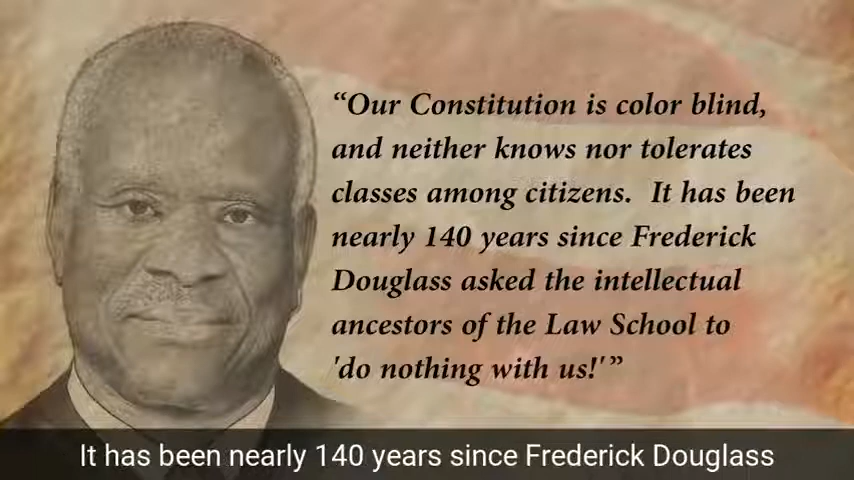 “Our Constitution is color blind,
and neither knows nor tolerates
classes among citizens. It has been
nearly 140 years since Frederick
Douglass asked the intellectual
ancestors of the Law School to
'do nothing with us!'”
It has been nearly 140 years since Frederick Douglass